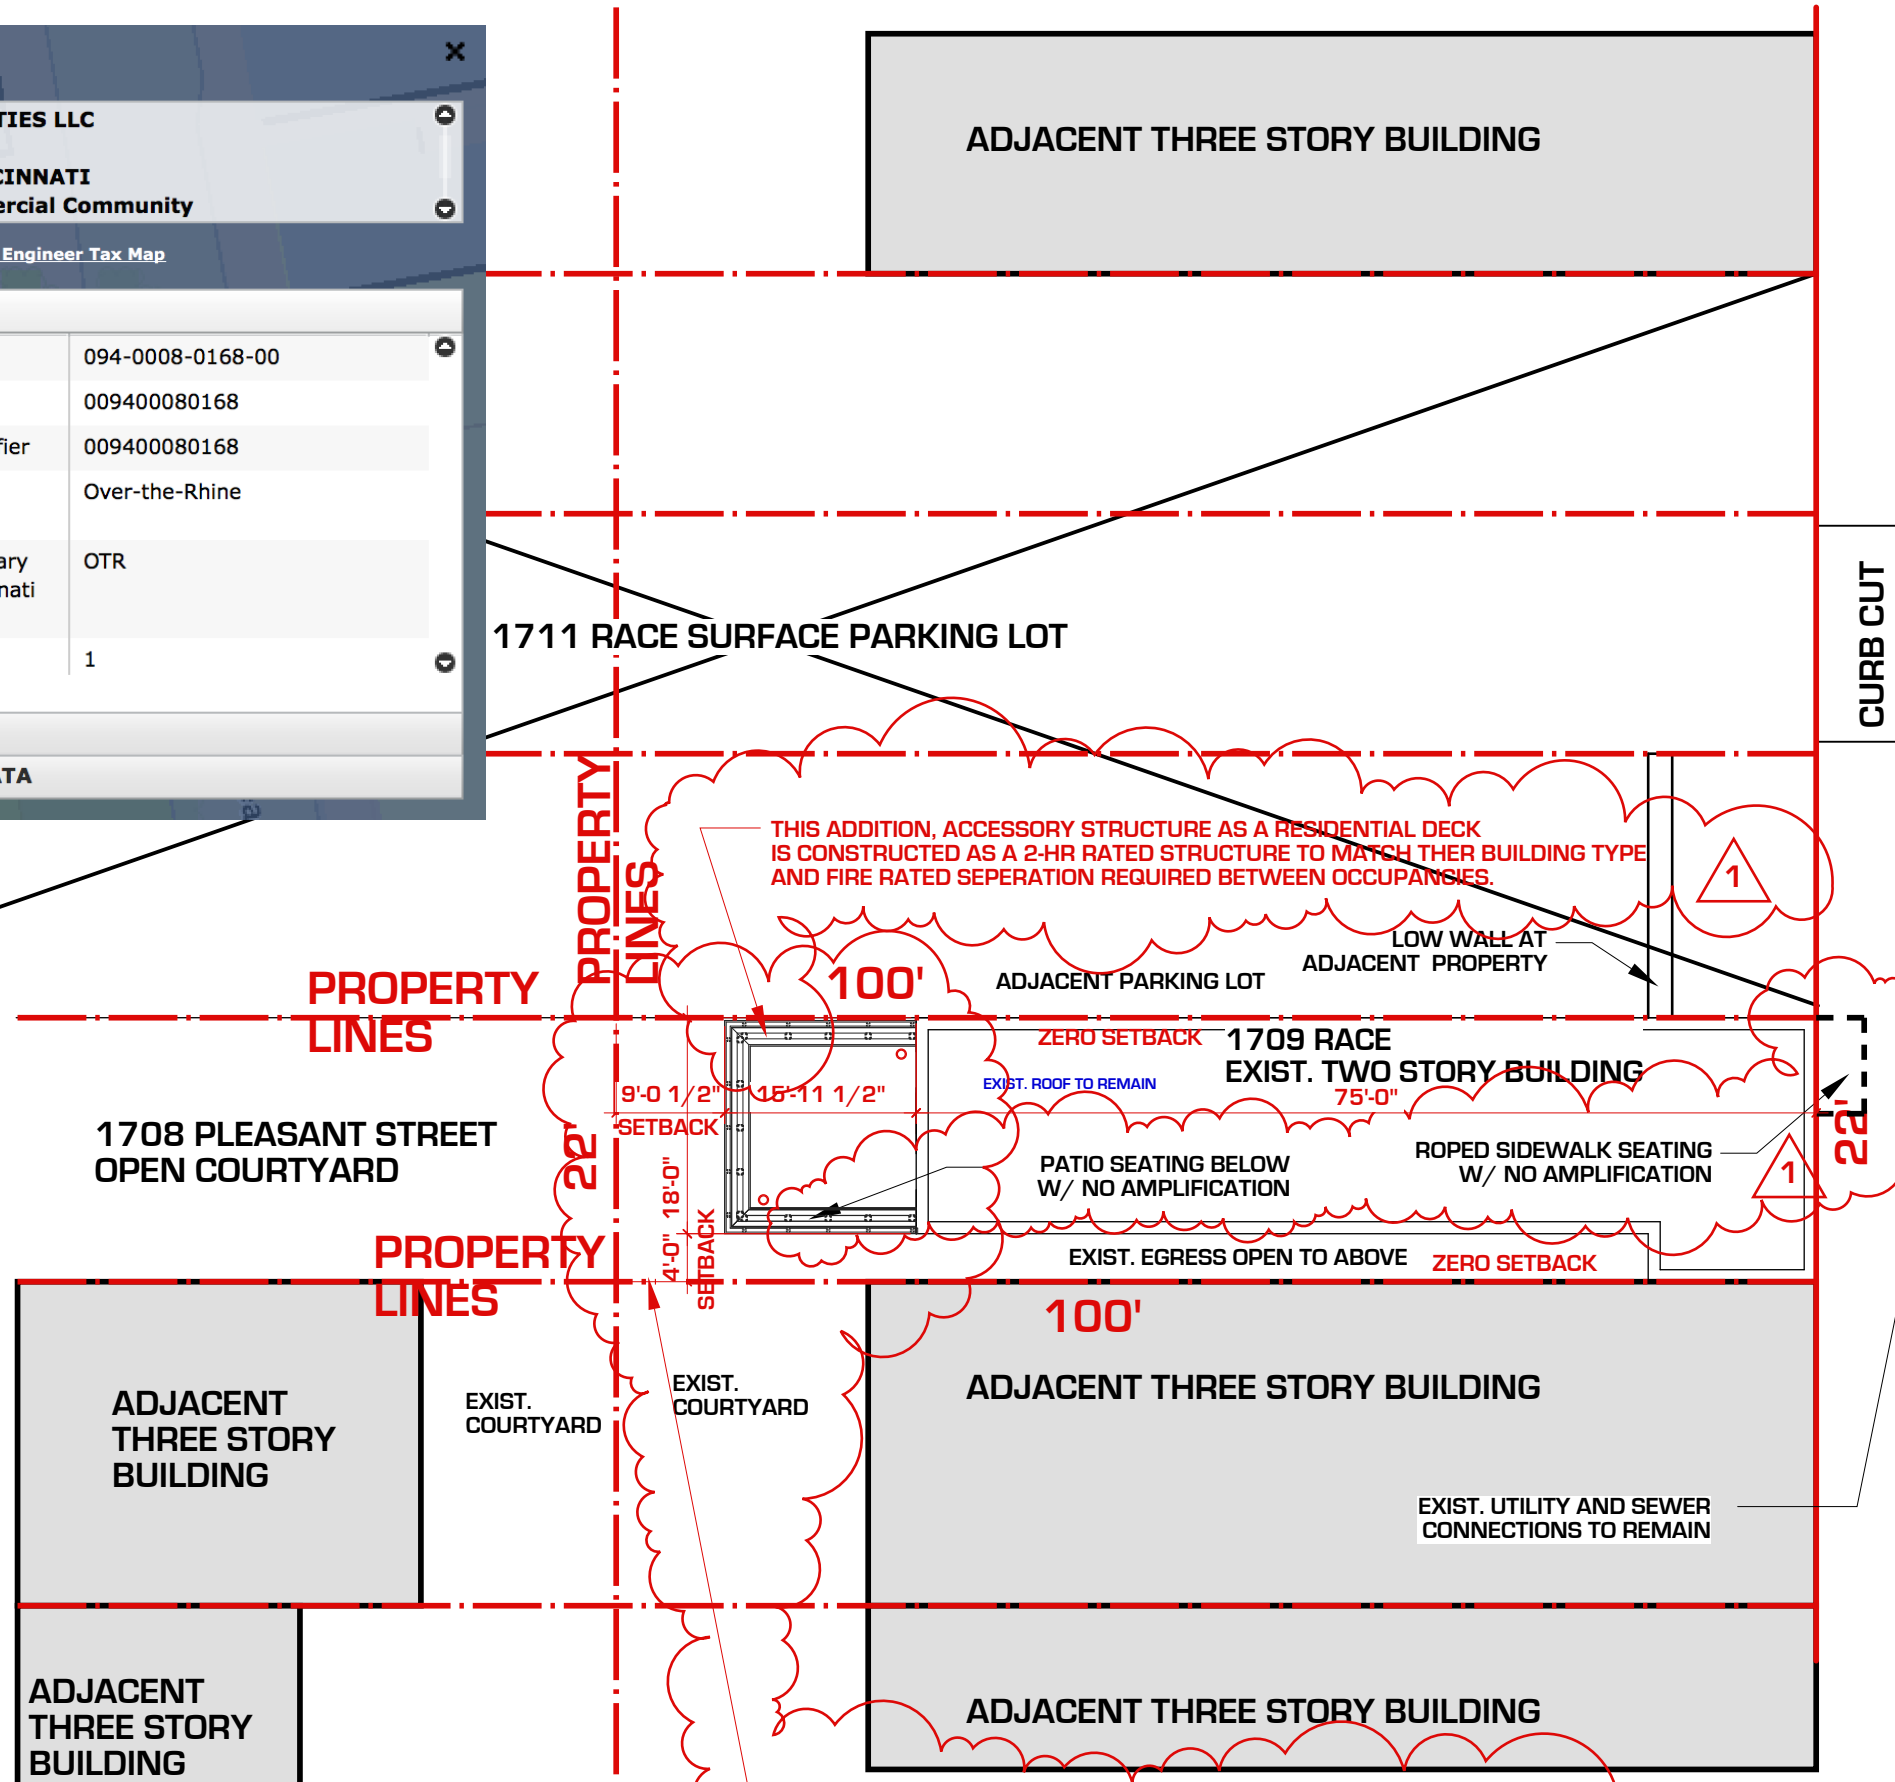 TIES LLC
CINNATI
ercial Community
Engineer Tax Map
094-0008-0168-00
009400080168
fier 009400080168
Over-the-Rhine
ary OTR
nati
1
ATA
ADJACENT THREE STORY BUILDING
CURB CUT
1711 RACE SURFACE PARKING LOT
PROPERTY
LINES
THIS ADDITION, ACCESSORY STRUCTURE AS A RESIDENTIAL DECK
IS CONSTRUCTED AS A 2-HR RATED STRUCTURE TO MATCH THER BUILDING TYPE
AND FIRE RATED SEPERATION REQUIRED BETWEEN OCCUPANCIES.
1
LOW WALL AT
ADJACENT PROPERTY
ADJACENT PARKING LOT
100'
PROPERTY
LINES
ZERO SETBACK
1709 RACE
EXIST. TWO STORY BUILDING
EXIST. ROOF TO REMAIN
9'-0 1/2"
SETBACK
15'-11 1/2"
75'-0"
22'
22'
1708 PLEASANT STREET
OPEN COURTYARD
PATIO SEATING BELOW
W/ NO AMPLIFICATION
ROPED SIDEWALK SEATING
W/ NO AMPLIFICATION
1
18'-0"
4'-0"
SETBACK
PROPERTY
LINES
EXIST. EGRESS OPEN TO ABOVE
ZERO SETBACK
100'
ADJACENT
THREE STORY
BUILDING
EXIST.
COURTYARD
EXIST.
COURTYARD
ADJACENT THREE STORY BUILDING
EXIST. UTILITY AND SEWER
CONNECTIONS TO REMAIN
ADJACENT
THREE STORY
BUILDING
ADJACENT THREE STORY BUILDING